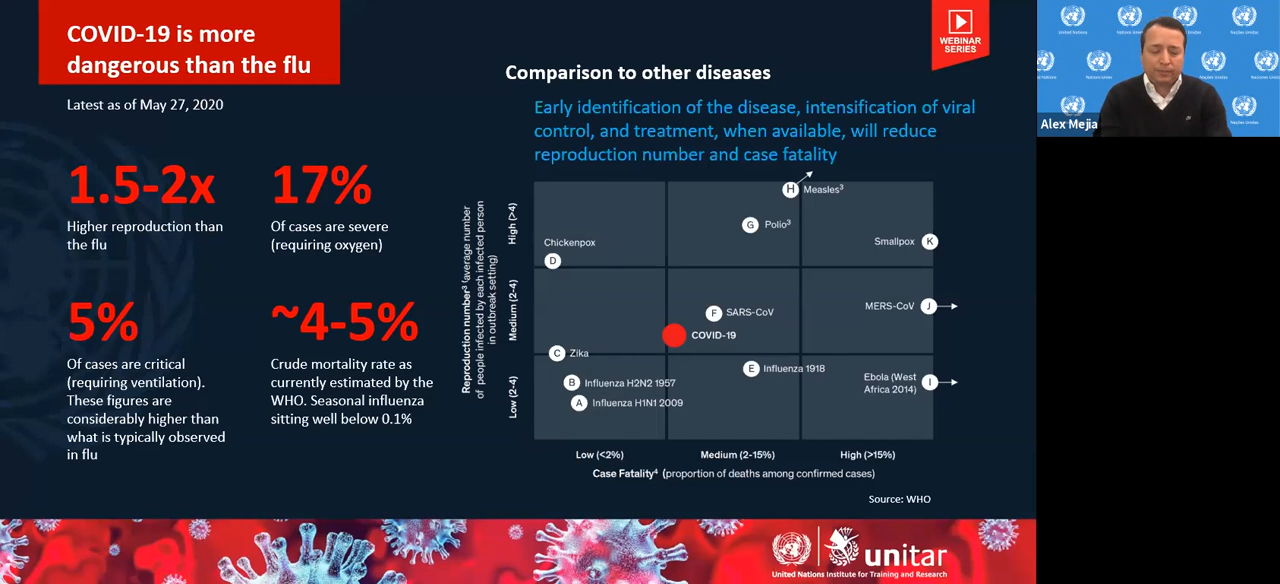 COVID-19 is more
dangerous than the flu
Latest as of May 27, 2020
1.5-2x
Higher reproduction than
the flu
17%
Of cases are severe
(requiring oxygen)
5%
Of cases are critical
(requiring ventilation).
These figures are
considerably higher than
what is typically observed
in flu
~4-5%
Crude mortality rate as
currently estimated by the
WHO. Seasonal influenza
sitting well below 0.1%
WEBINAR
SERIES
Comparison to other diseases
Early identification of the disease, intensification of viral
control, and treatment, when available, will reduce
reproduction number and case fatality
Reproduction number³ (average number
of people infected by each infected person
in outbreak setting)
High (>4)
Medium (2-4)
Low (2-4)
H Measles³
G Polio³
Chickenpox
D
Smallpox K
MERS-CoV J
F SARS-CoV
COVID-19
C Zika
E Influenza 1918
B Influenza H2N2 1957
A Influenza H1N1 2009
Ebola (West
Africa 2014) I
Low (<2%)
Medium (2-15%)
High (>15%)
Case Fatality⁴ (proportion of deaths among confirmed cases)
Source: WHO
unitar
United Nations Institute for Training and Research
United Nations
Nações Unidas
Alex Mejia